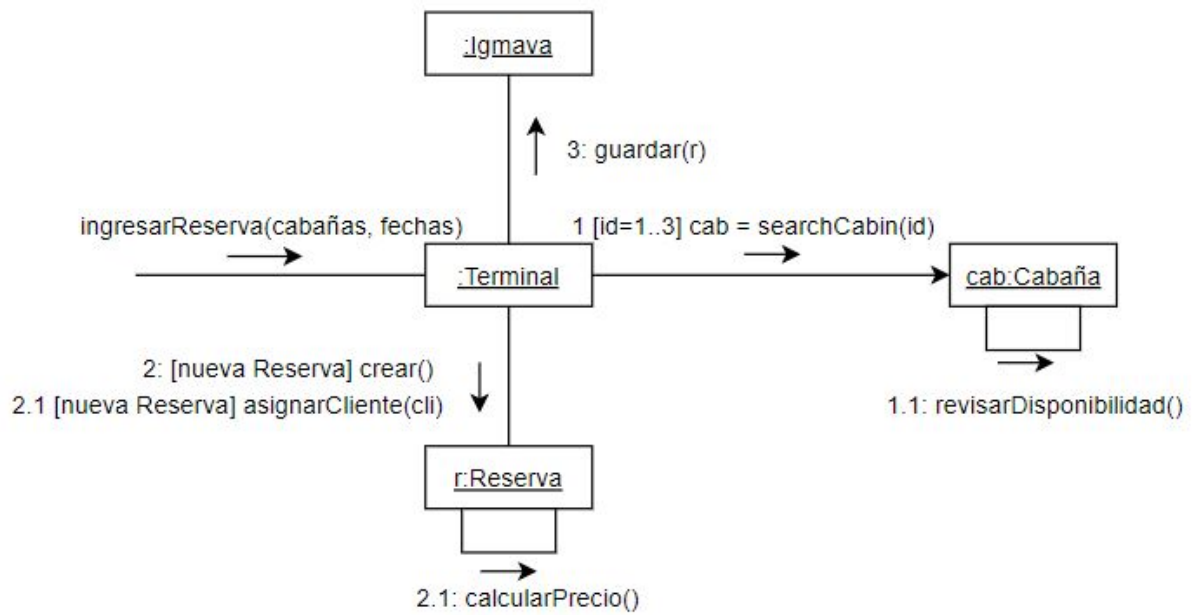 :Igmava
3: guardar(r)
ingresarReserva(cabañas, fechas)
1 [id=1..3] cab = searchCabin(id)
:Terminal
cab:Cabaña
2: [nueva Reserva] crear()
2.1 [nueva Reserva] asignarCliente(cli)
1.1: revisarDisponibilidad()
r:Reserva
2.1: calcularPrecio()